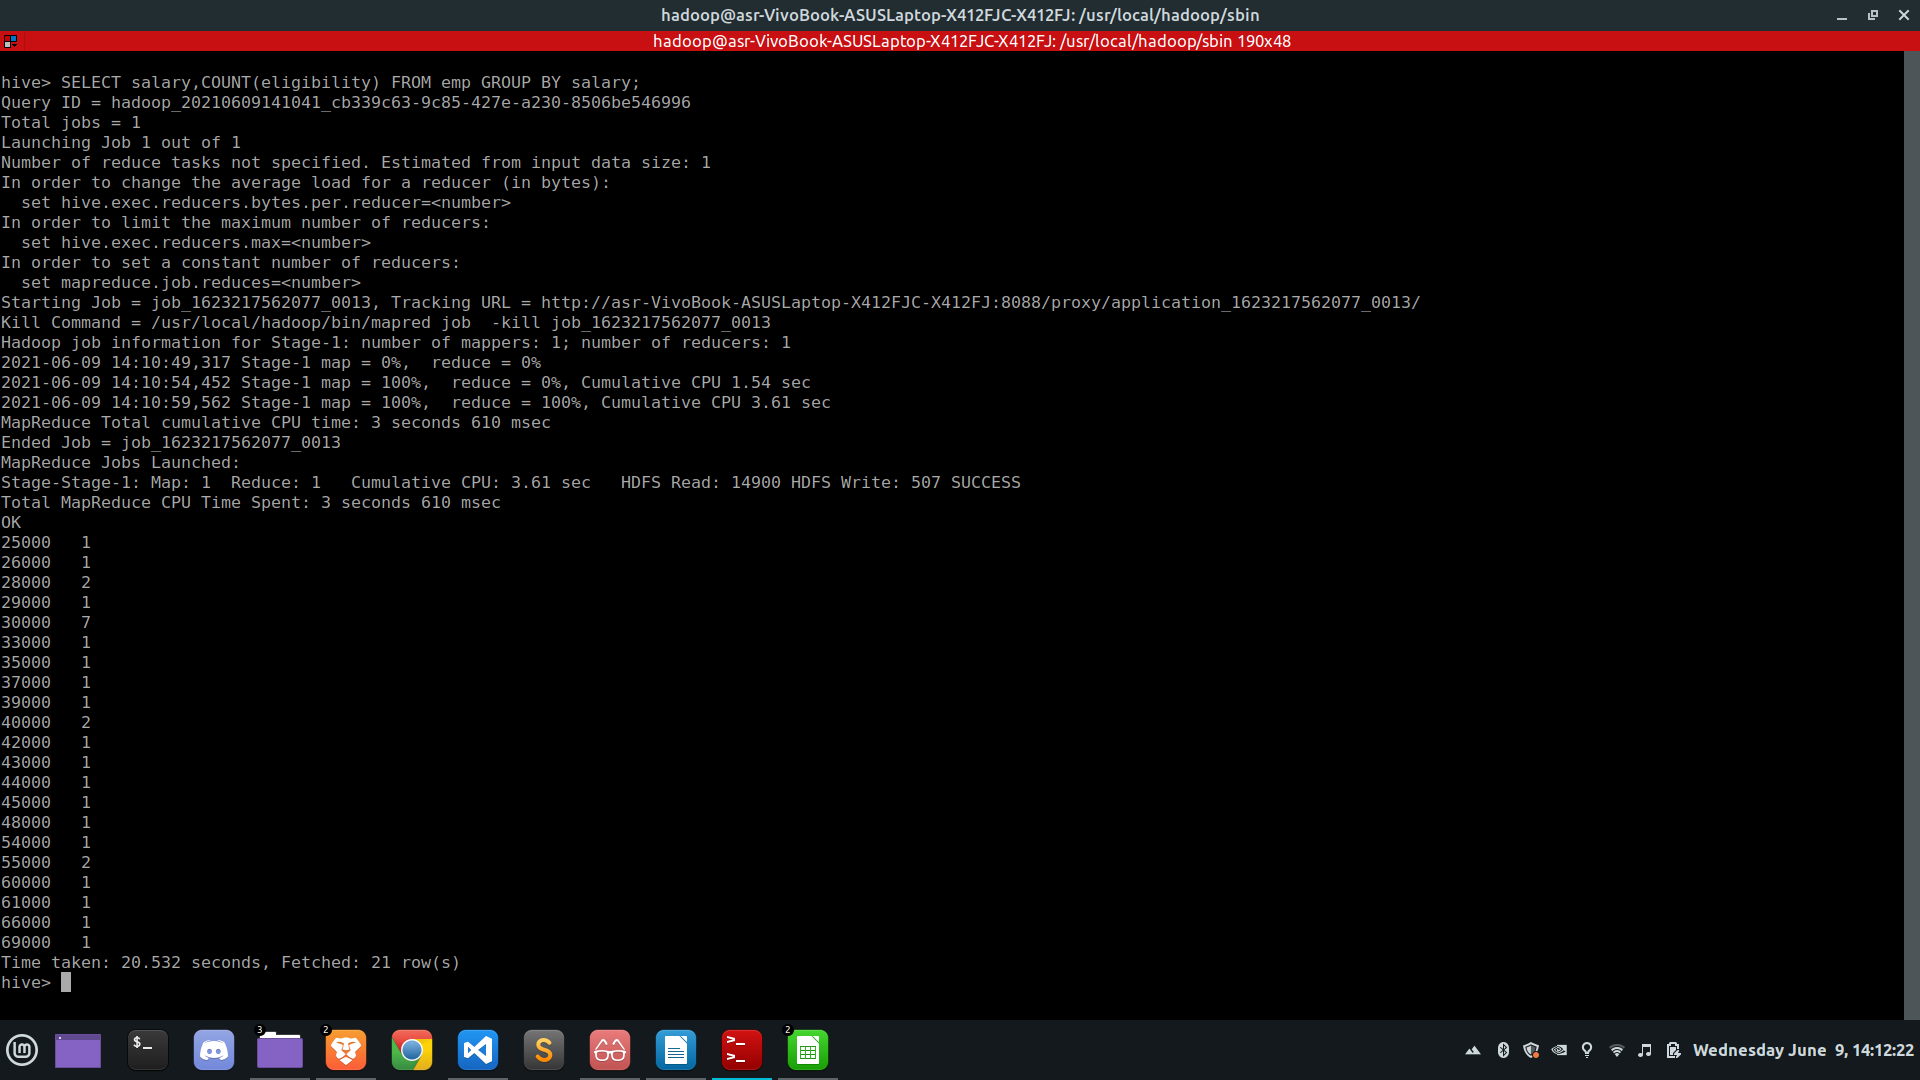 hadoop@asr-VivoBook-ASUSLaptop-X412FJC-X412FJ: /usr/local/hadoop/sbin
hadoop@asr-VivoBook-ASUSLaptop-X412FJC-X412FJ: /usr/local/hadoop/sbin 190x48
hive> SELECT salary,COUNT(eligibility) FROM emp GROUP BY salary;
Query ID = hadoop_20210609141041_cb339c63-9c85-427e-a230-8506be546996
Total jobs = 1
Launching Job 1 out of 1
Number of reduce tasks not specified. Estimated from input data size: 1
In order to change the average load for a reducer (in bytes):
  set hive.exec.reducers.bytes.per.reducer=<number>
In order to limit the maximum number of reducers:
  set hive.exec.reducers.max=<number>
In order to set a constant number of reducers:
  set mapreduce.job.reduces=<number>
Starting Job = job_1623217562077_0013, Tracking URL = http://asr-VivoBook-ASUSLaptop-X412FJC-X412FJ:8088/proxy/application_1623217562077_0013/
Kill Command = /usr/local/hadoop/bin/mapred job  -kill job_1623217562077_0013
Hadoop job information for Stage-1: number of mappers: 1; number of reducers: 1
2021-06-09 14:10:49,317 Stage-1 map = 0%,  reduce = 0%
2021-06-09 14:10:54,452 Stage-1 map = 100%,  reduce = 0%, Cumulative CPU 1.54 sec
2021-06-09 14:10:59,562 Stage-1 map = 100%,  reduce = 100%, Cumulative CPU 3.61 sec
MapReduce Total cumulative CPU time: 3 seconds 610 msec
Ended Job = job_1623217562077_0013
MapReduce Jobs Launched:
Stage-Stage-1: Map: 1  Reduce: 1   Cumulative CPU: 3.61 sec   HDFS Read: 14900 HDFS Write: 507 SUCCESS
Total MapReduce CPU Time Spent: 3 seconds 610 msec
OK
25000   1
26000   1
28000   2
29000   1
30000   7
33000   1
35000   1
37000   1
39000   1
40000   2
42000   1
43000   1
44000   1
45000   1
48000   1
54000   1
55000   2
60000   1
61000   1
66000   1
69000   1
Time taken: 20.532 seconds, Fetched: 21 row(s)
hive>
3 2 2
Wednesday June  9, 14:12:22